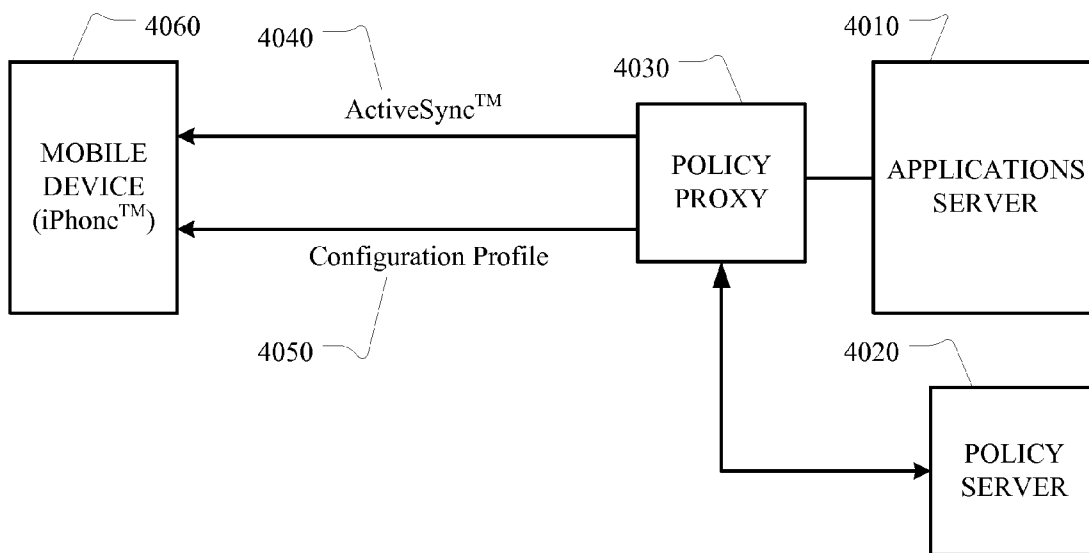 4060
4040
4010
4030
ActiveSync™
MOBILE
DEVICE
(iPhone™)
POLICY
PROXY
APPLICATIONS
SERVER
Configuration Profile
4050
4020
POLICY
SERVER